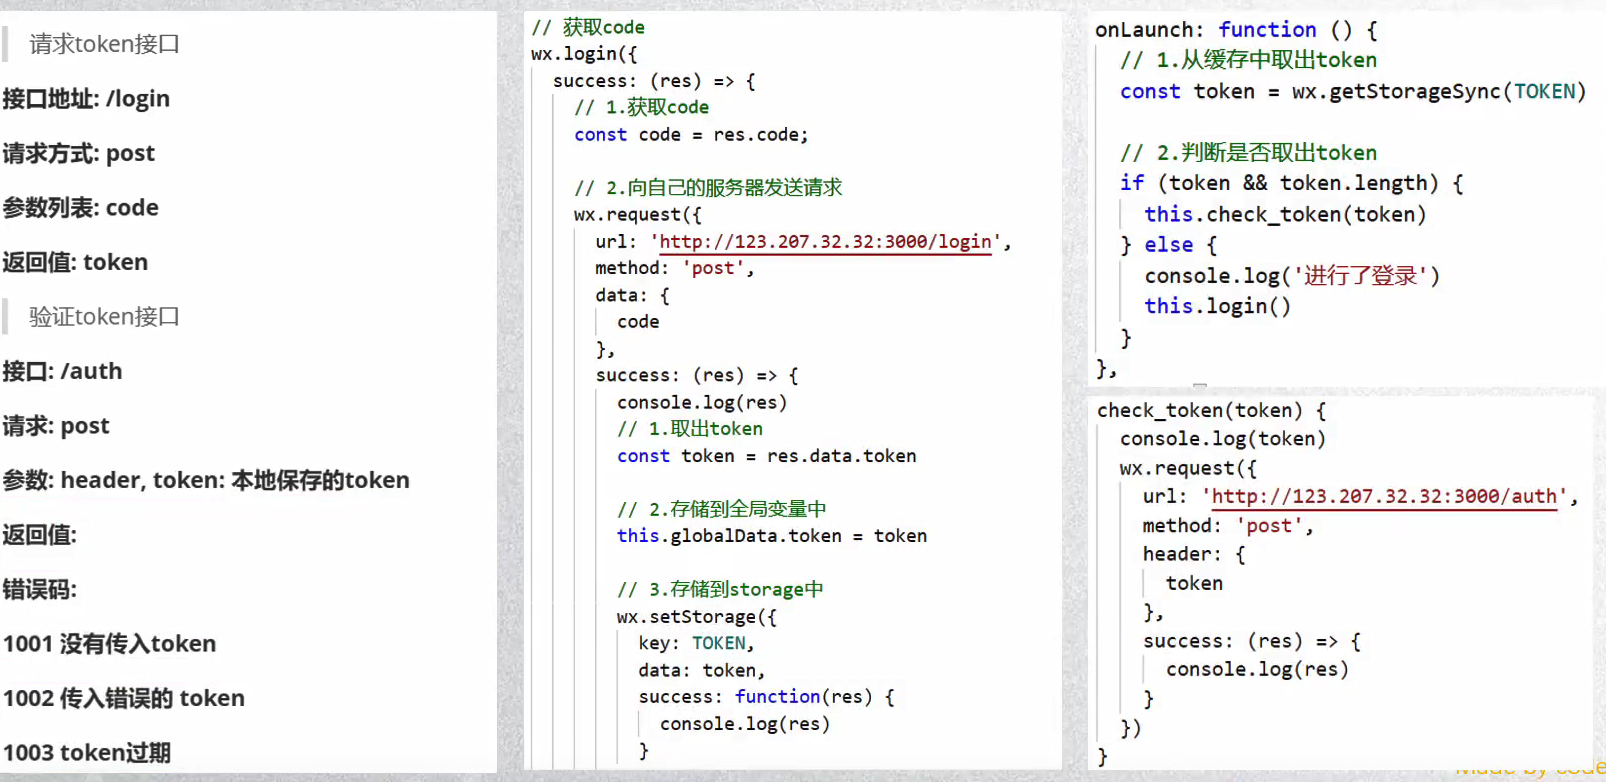 请求token接口
接口地址: /login
请求方式: post
参数列表: code
返回值: token
验证token接口
接口: /auth
请求: post
参数: header, token: 本地保存的token
返回值:
错误码:
1001 没有传入token
1002 传入错误的 token
1003 token过期
// 获取code
wx.login({
success: (res) => {
// 1.获取code
const code = res.code;
// 2.向自己的服务器发送请求
wx.request({
url: 'http://123.207.32.32:3000/login',
method: 'post',
data: {
code
},
success: (res) => {
console.log(res)
// 1.取出token
const token = res.data.token
// 2.存储到全局变量中
this.globalData.token = token
// 3.存储到storage中
wx.setStorage({
key: TOKEN,
data: token,
success: function(res) {
console.log(res)
}
onLaunch: function () {
// 1.从缓存中取出token
const token = wx.getStorageSync(TOKEN)
// 2.判断是否取出token
if (token && token.length) {
this.check_token(token)
} else {
console.log('进行了登录')
this.login()
}
},
check_token(token) {
console.log(token)
wx.request({
url: 'http://123.207.32.32:3000/auth',
method: 'post',
header: {
token
},
success: (res) => {
console.log(res)
}
})
}